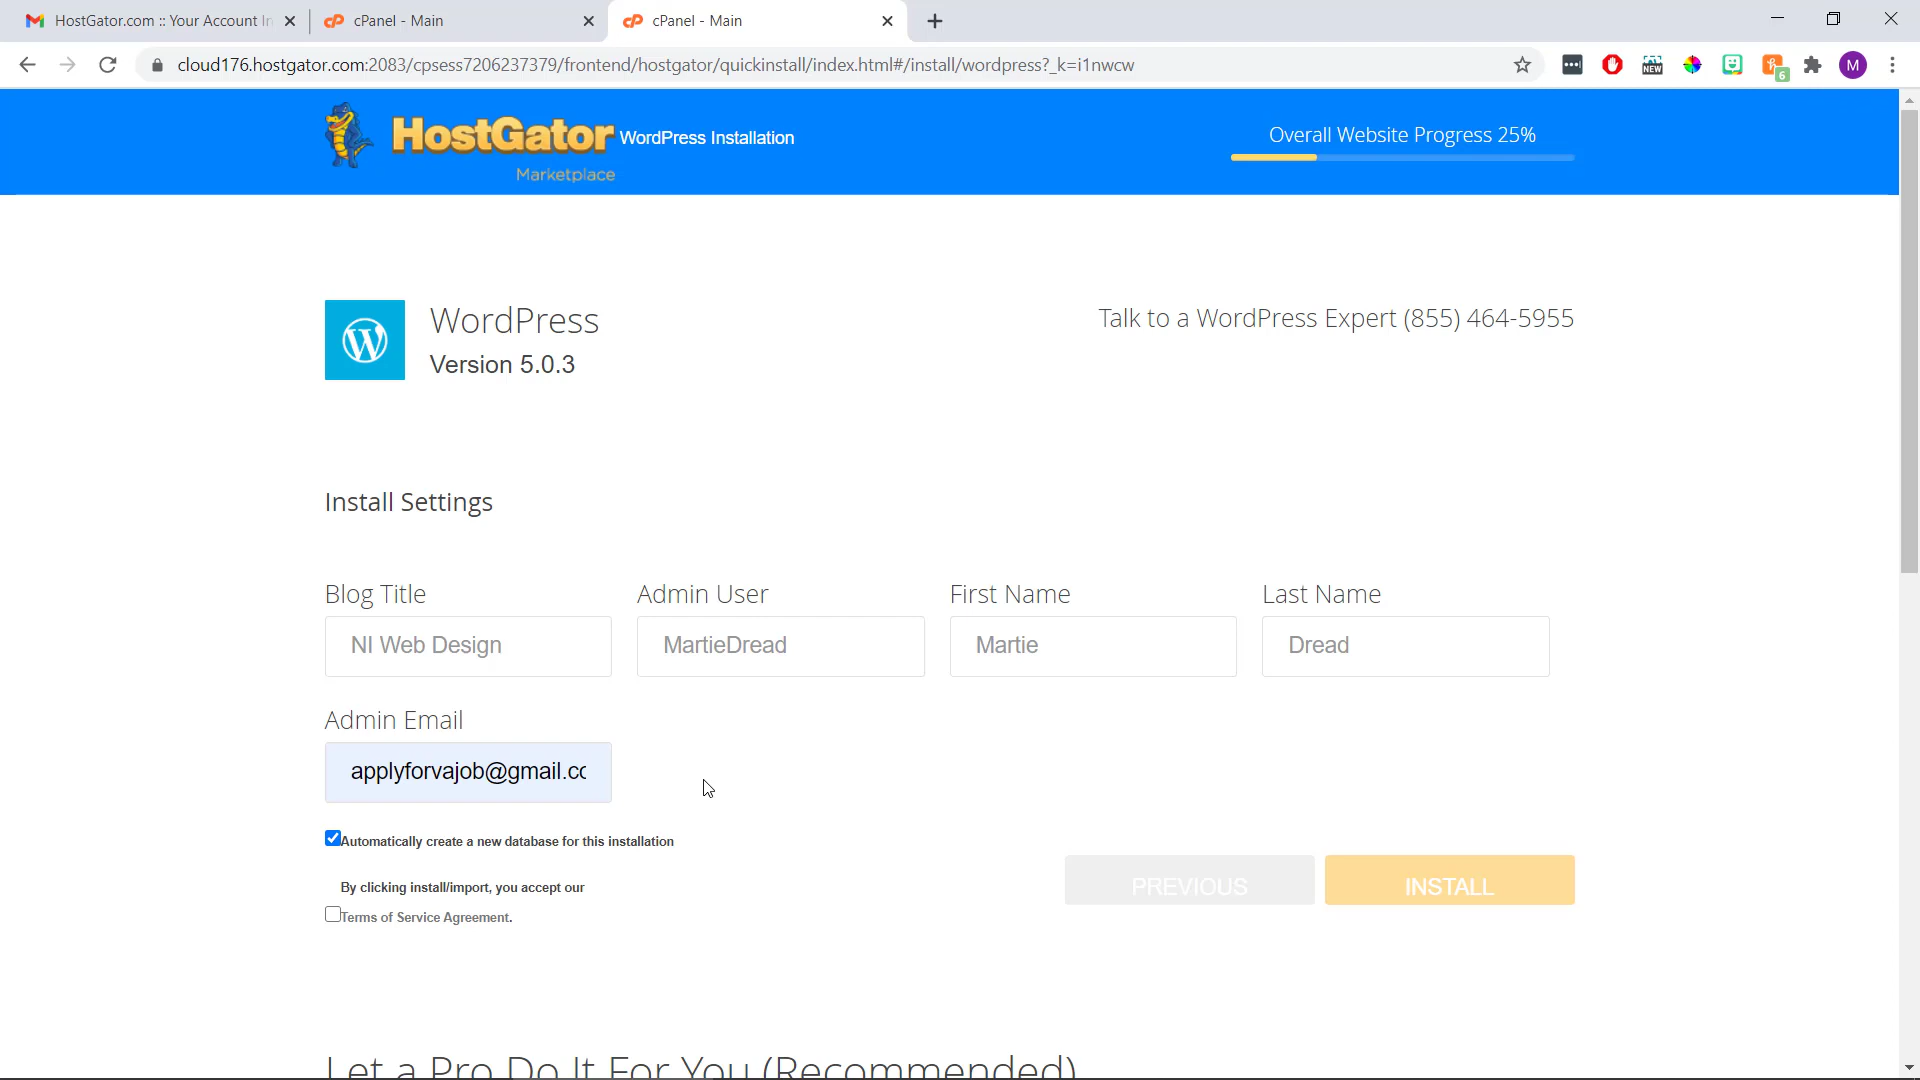 HostGator.com :: Your Account In
cPanel - Main
cPanel - Main
cloud176.hostgator.com:2083/cpsess7206237379/frontend/hostgator/quickinstall/index.html#/install/wordpress?_k=i1nwcw
NEW
6
M
HostGator WordPress Installation
Marketplace
Overall Website Progress 25%
WordPress
Version 5.0.3
Talk to a WordPress Expert (855) 464-5955
Install Settings
Blog Title
Admin User
First Name
Last Name
NI Web Design
MartieDread
Martie
Dread
Admin Email
applyforvajob@gmail.cc
Automatically create a new database for this installation
By clicking install/import, you accept our
Terms of Service Agreement.
PREVIOUS
INSTALL
Let a Pro Do It For You (Recommended)